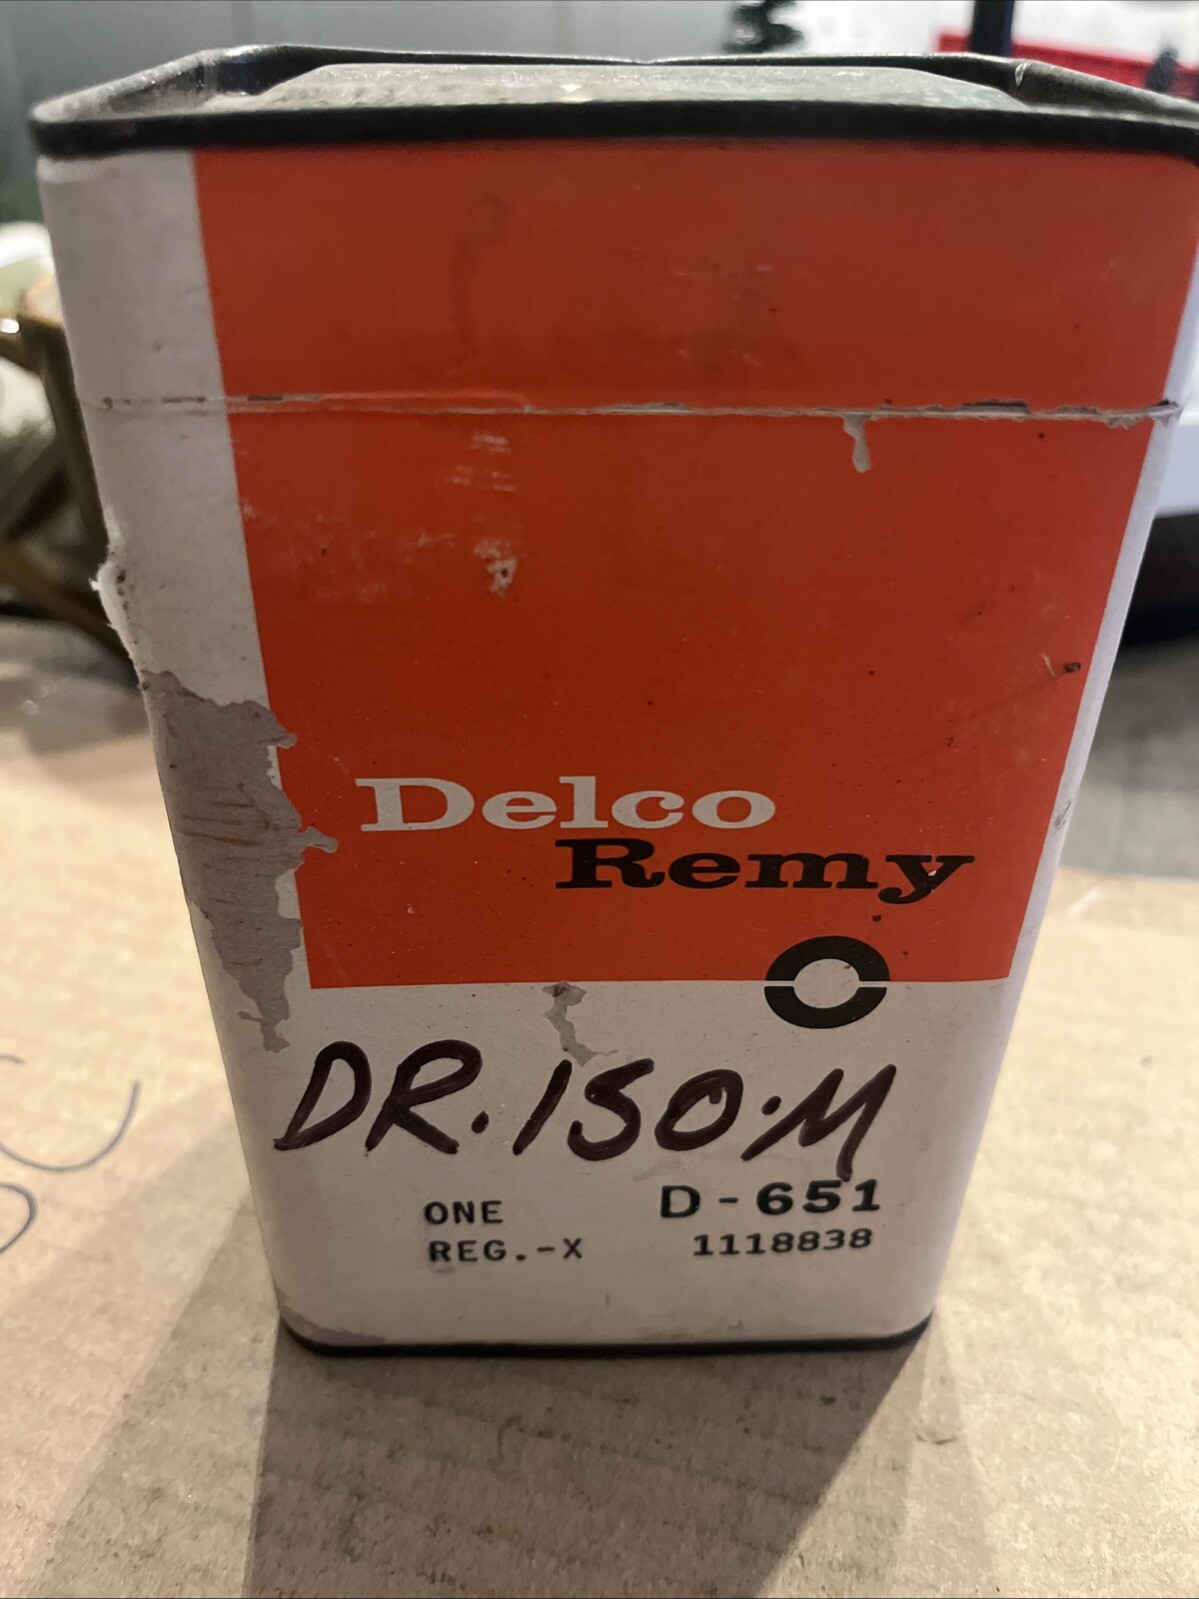 Delco
Remy
DR.150.M
ONE D-651
REG.-X 1118838